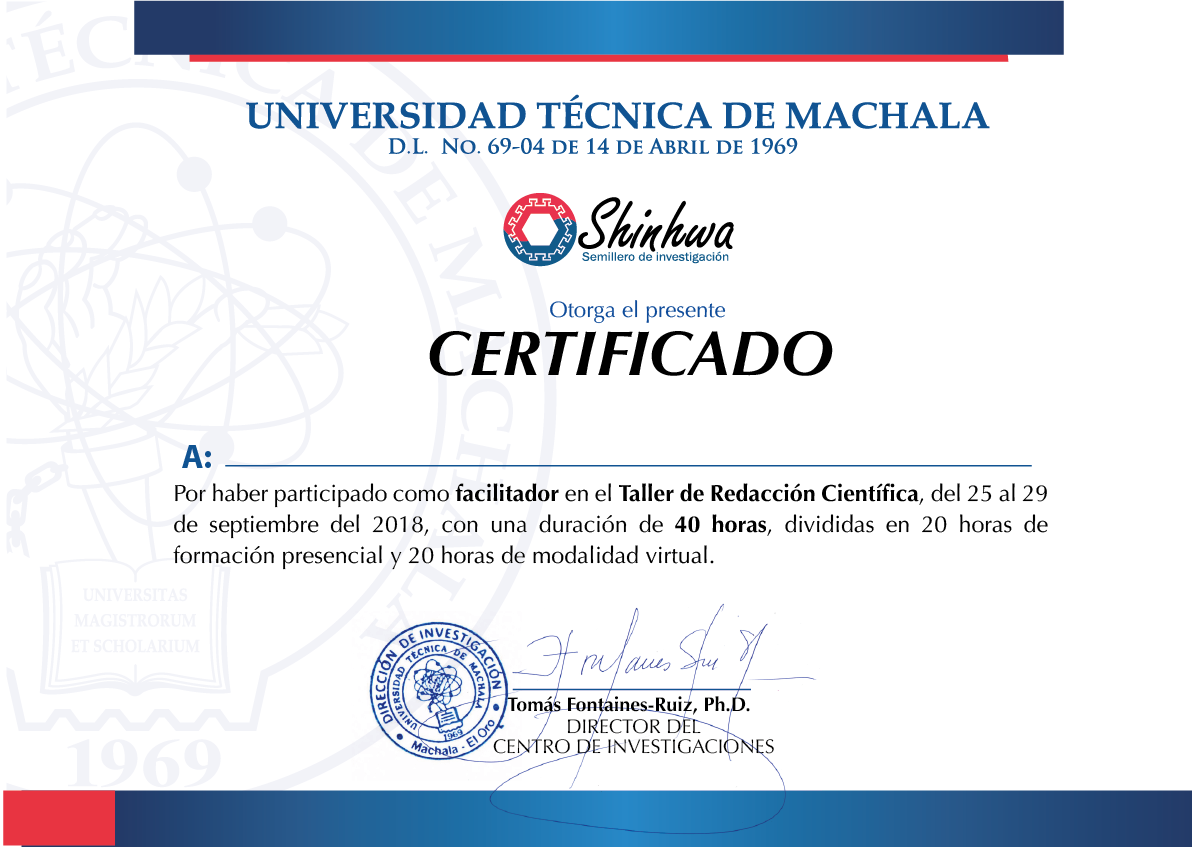 UNIVERSIDAD TÉCNICA DE MACHALA
D.L. No. 69-04 DE 14 DE ABRIL DE 1969
Shinhwa
Semillero de investigación
Otorga el presente
CERTIFICADO
A:
Por haber participado como facilitador en el Taller de Redacción Científica, del 25 al 29
de septiembre del 2018, con una duración de 40 horas, divididas en 20 horas de
formación presencial y 20 horas de modalidad virtual.
UNIVERSITAS
MAGISTRORUM
ET SCHOLARIUM
1969
TÉCNICA DE MACHALA
DIRECCIÓN DE INVESTIGACIÓN
UNIVERSIDAD TÉCNICA DE MACHALA
1969
Machala - El Oro
Tomás Fontaines-Ruiz, Ph.D.
DIRECTOR DEL
CENTRO DE INVESTIGACIONES